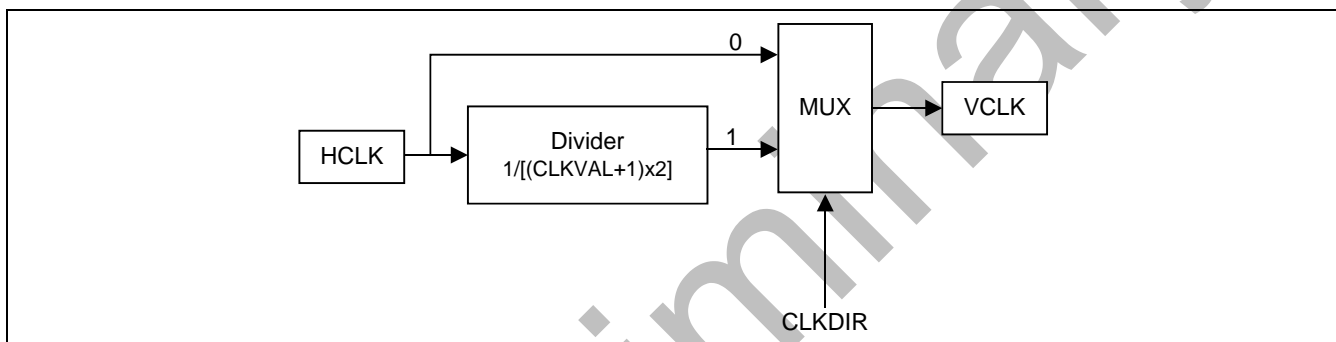 0
MUX
VCLK
HCLK
Divider
1/[(CLKVAL+1)x2]
1
CLKDIR